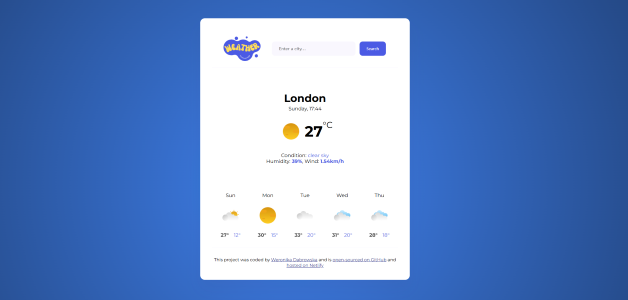 WEATHER
Enter a city...
Search
London
Sunday, 17:44
27°C
Condition: clear sky
Humidity: 39%, Wind: 1.54km/h
Sun Mon Tue Wed Thu
27° 12° 30° 15° 33° 20° 31° 20° 28° 18°
This project was coded by Weronika Dabrowska and is open-sourced on GitHub and
hosted on Netlify